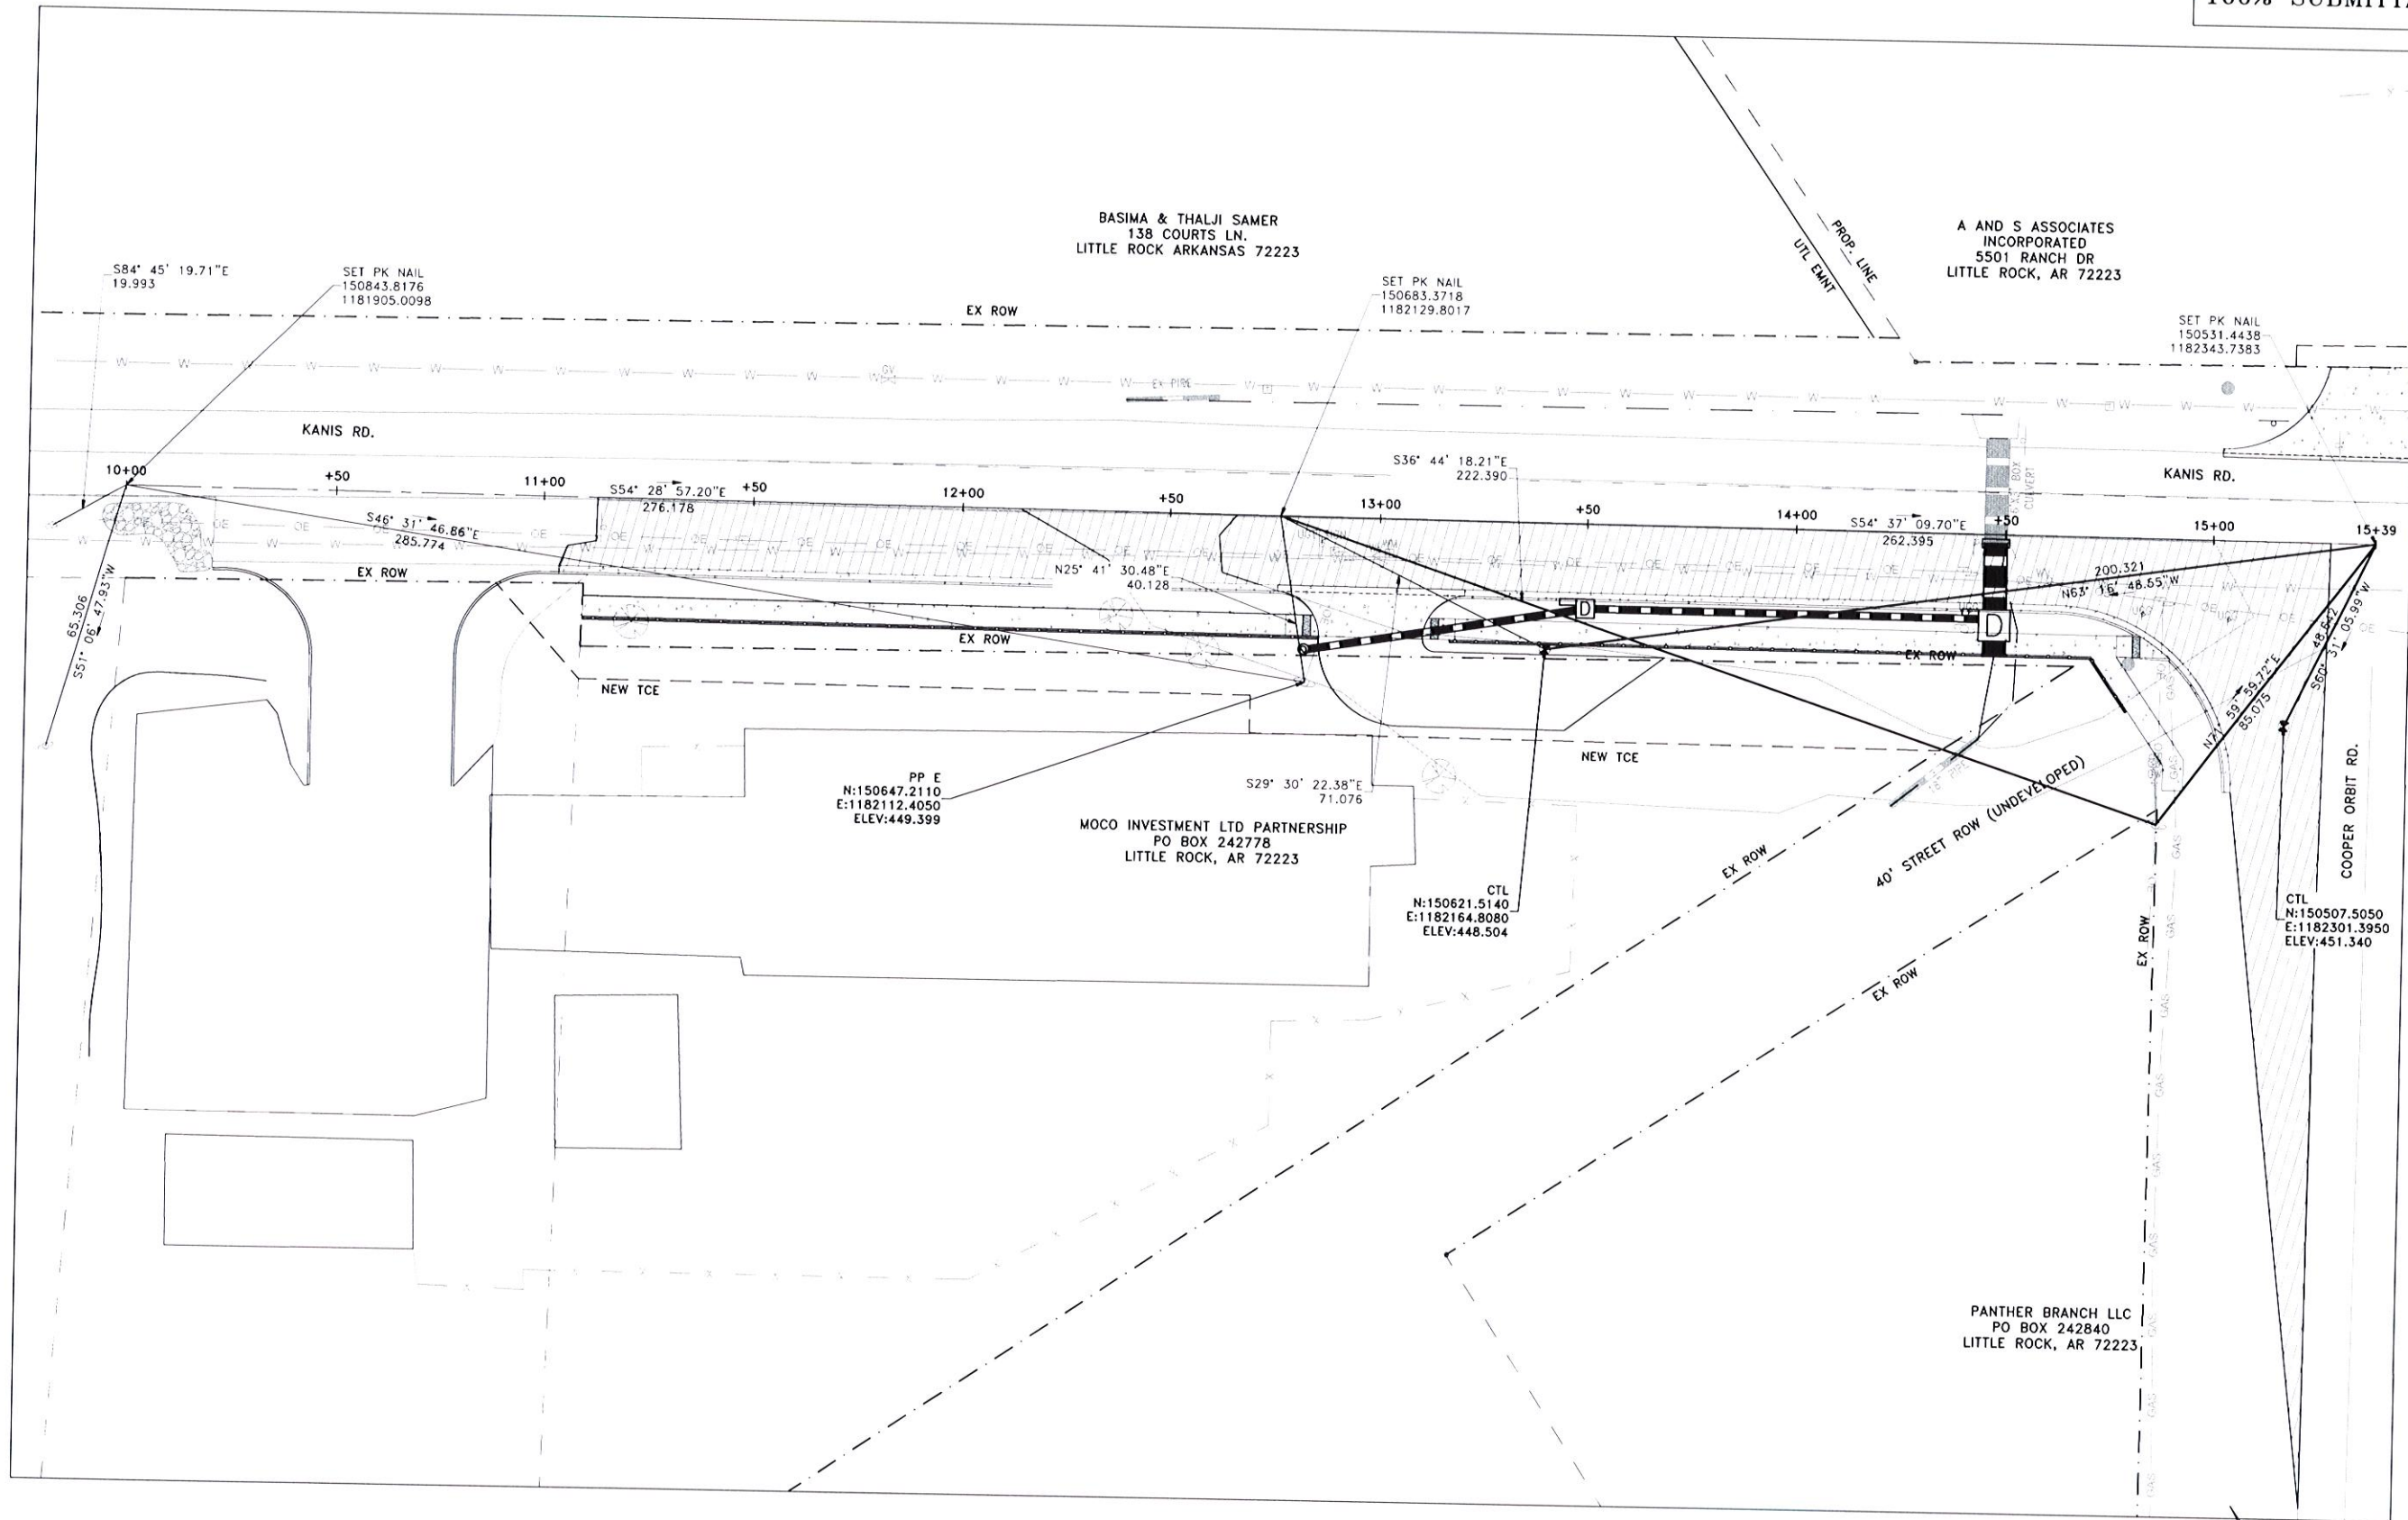 100% SUBMITTA
BASIMA & THALJI SAMER
138 COURTS LN.
LITTLE ROCK ARKANSAS 72223
PROP. LINE
UTL EMNT
A AND S ASSOCIATES
INCORPORATED
5501 RANCH DR
LITTLE ROCK, AR 72223
S84° 45' 19.71"E
19.993
SET PK NAIL
150843.8176
1181905.0098
SET PK NAIL
150683.3718
1182129.8017
SET PK NAIL
150531.4438
1182343.7383
EX ROW
GV
EX PIPE
KANIS RD.
KANIS RD.
BOX
CULVERT
S36° 44' 18.21"E
222.390
10+00
+50
11+00
+50
12+00
+50
13+00
+50
14+00
+50
15+00
15+39
S54° 28' 57.20"E
276.178
S46° 31' 46.86"E
285.774
S54° 37' 09.70"E
262.395
200.321
N63° 16' 48.55"W
65.306
S51° 06' 47.93"W
EX ROW
N25° 41' 30.48"E
40.128
EX ROW
EX ROW
48.642
S60° 31' 05.99"W
59' 59.72"E
85.075
NEW TCE
NEW TCE
PP E
N:150647.2110
E:1182112.4050
ELEV:449.399
S29° 30' 22.38"E
71.076
MOCO INVESTMENT LTD PARTNERSHIP
PO BOX 242778
LITTLE ROCK, AR 72223
CTL
N:150621.5140
E:1182164.8080
ELEV:448.504
EX ROW
40' STREET ROW (UNDEVELOPED)
EX ROW
EX ROW
GAS
COOPER ORBIT RD.
CTL
N:150507.5050
E:1182301.3950
ELEV:451.340
PANTHER BRANCH LLC
PO BOX 242840
LITTLE ROCK, AR 72223